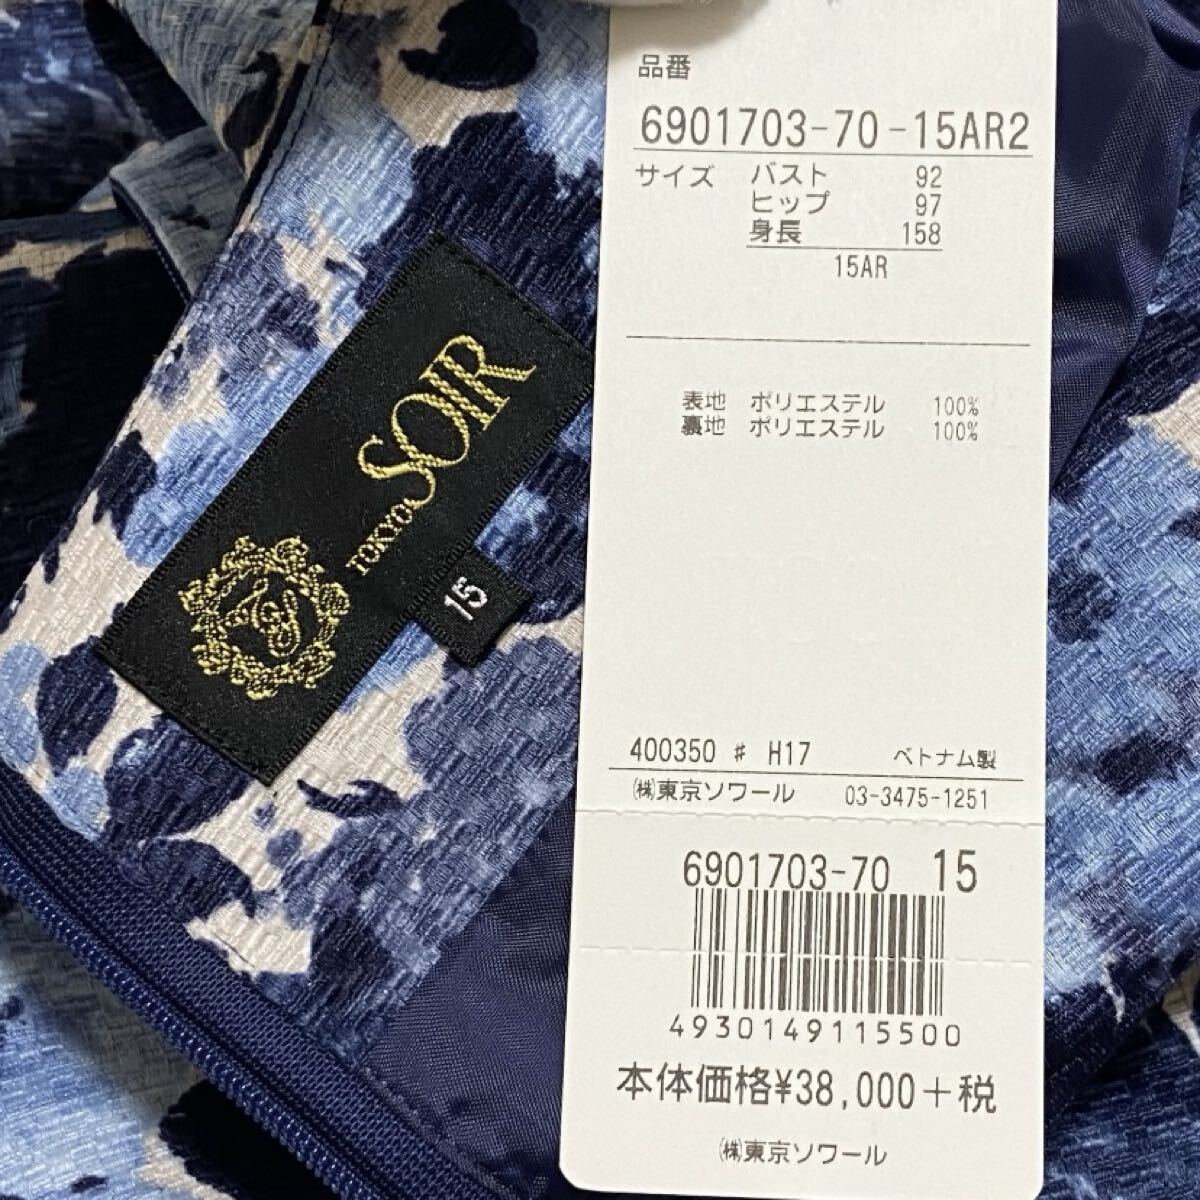 品番
6901703-70-15AR2
サイズ バスト 92
ヒップ 97
身長 158
15AR
表地 ポリエステル 100%
裏地 ポリエステル 100%
400350 # H17 ベトナム製
㈱東京ソワール 03-3475-1251
6901703-70 15
4930149115500
本体価格¥38,000+税
㈱東京ソワール
TOKYO SOIR
15